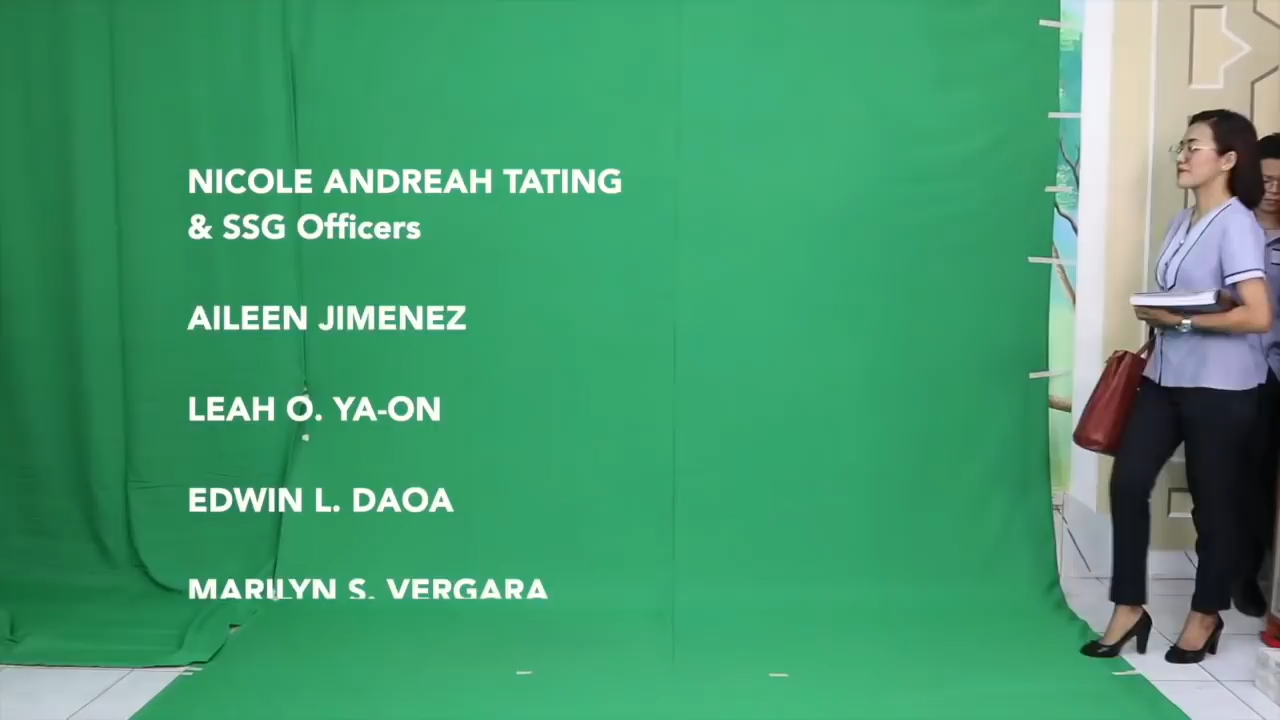 NICOLE ANDREAH TATING
& SSG Officers
AILEEN JIMENEZ
LEAH O. YA-ON
EDWIN L. DAOA
MARILYN S. VERGARA